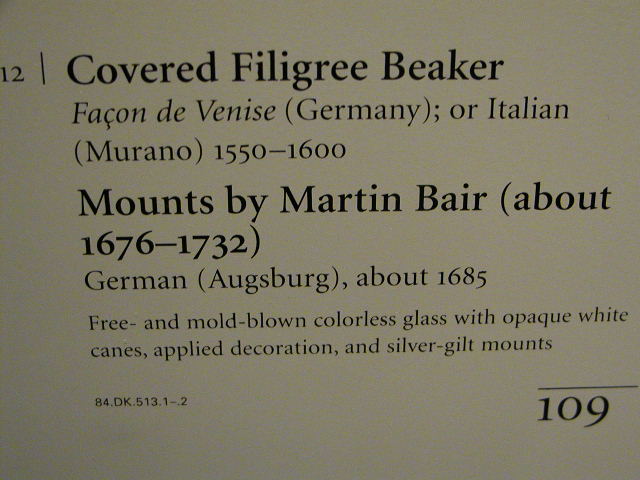 12 | Covered Filigree Beaker
Façon de Venise (Germany); or Italian
(Murano) 1550–1600
Mounts by Martin Bair (about
1676–1732)
German (Augsburg), about 1685
Free- and mold-blown colorless glass with opaque white
canes, applied decoration, and silver-gilt mounts
84.DK.513.1–.2
109